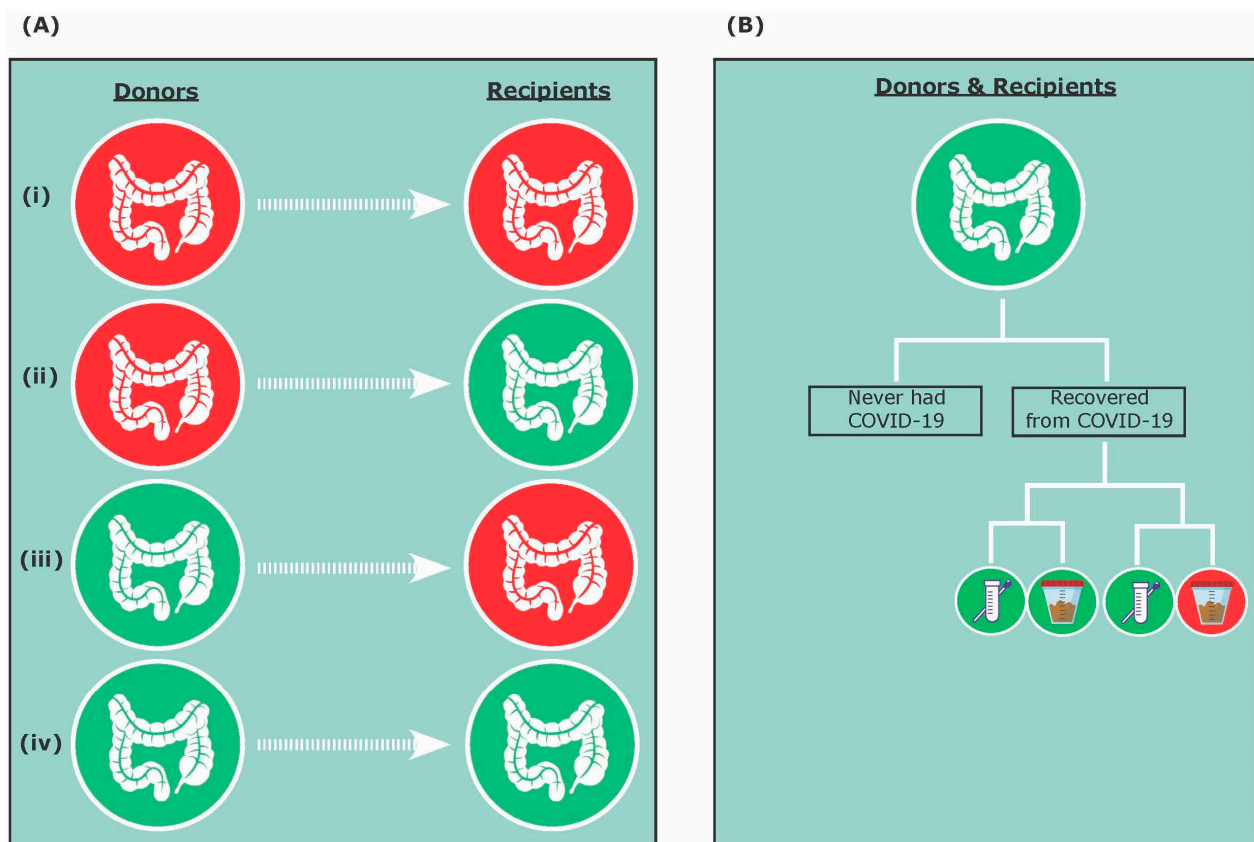 (A)
Donors
Recipients
(i)
(ii)
(iii)
(iv)
(B)
Donors & Recipients
Never had
COVID-19
Recovered
from COVID-19